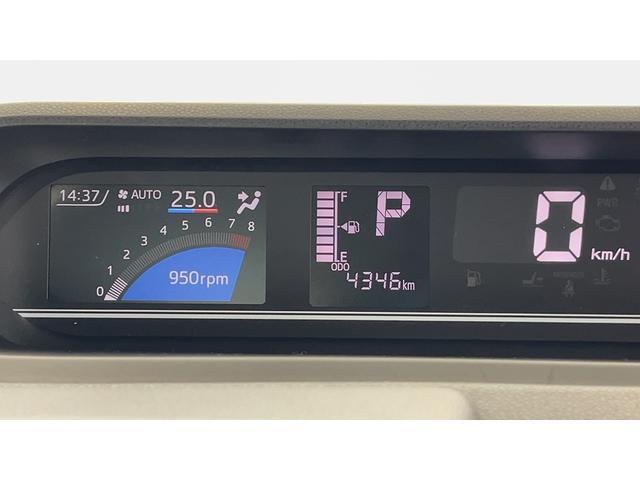 14:37 AUTO 25.0
0 1 2 3 4 5 6 7 8
950rpm
F
E
P
ODO
4346km
0 km/h
PWR